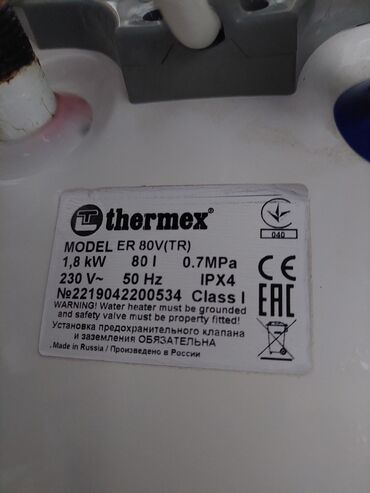 thermex®
MODEL ER 80V(TR)
1,8 kW 80 l 0.7MPa
230 V~ 50 Hz IPX4
№2219042200534 Class I
WARNING! Water heater must be grounded
and safety valve must be property fitted!
Установка предохранительного клапана
и заземления ОБЯЗАТЕЛЬНА
Made in Russia / Произведено в России
040
CE
EAC